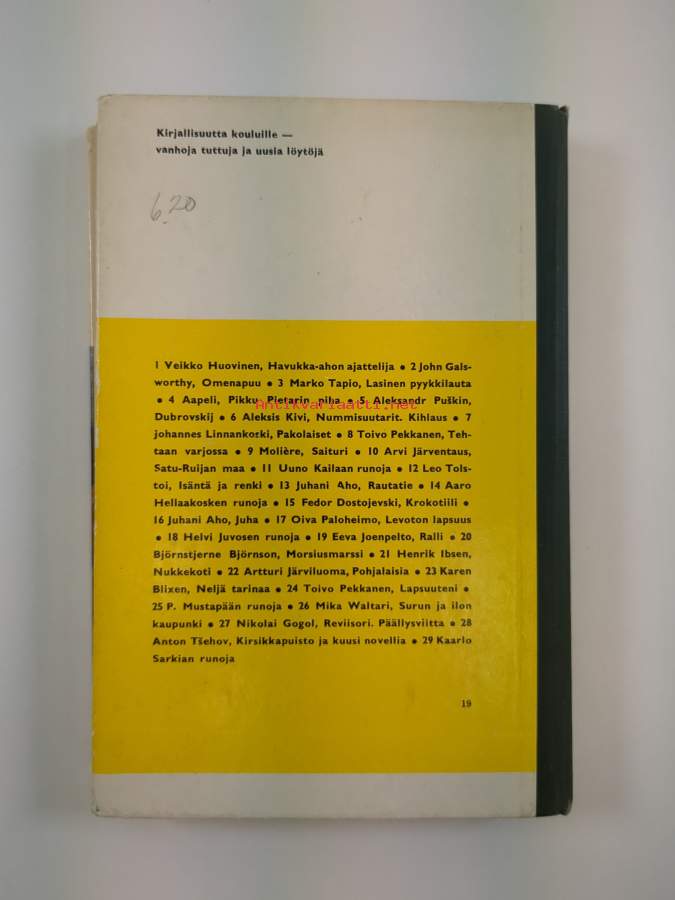 Kirjallisuutta kouluille —
vanhoja tuttuja ja uusia löytöjä
6.20
1 Veikko Huovinen, Havukka-ahon ajattelija • 2 John Gals-
worthy, Omenapuu • 3 Marko Tapio, Lasinen pyykkilauta
• 4 Aapeli, Pikku Pietarin piha • 5 Aleksandr Puškin,
Antikvariaatti.net
Dubrovskij • 6 Aleksis Kivi, Nummisuutarit. Kihlaus • 7
Johannes Linnankoski, Pakolaiset • 8 Toivo Pekkanen, Teh-
taan varjossa • 9 Molière, Saituri • 10 Arvi Järventaus,
Satu-Ruijan maa • 11 Uuno Kailaan runoja • 12 Leo Tols-
toi, Isäntä ja renki • 13 Juhani Aho, Rautatie • 14 Aaro
Hellaakosken runoja • 15 Fedor Dostojevski, Krokotiili •
16 Juhani Aho, Juha • 17 Oiva Paloheimo, Levoton lapsuus
• 18 Helvi Juvosen runoja • 19 Eeva Joenpelto, Ralli • 20
Björnstjerne Björnson, Morsiusmarssi • 21 Henrik Ibsen,
Nukkekoti • 22 Artturi Järviluoma, Pohjalaisia • 23 Karen
Blixen, Neljä tarinaa • 24 Toivo Pekkanen, Lapsuuteni •
25 P. Mustapään runoja • 26 Mika Waltari, Surun ja ilon
kaupunki • 27 Nikolai Gogol, Reviisori. Päällysviitta • 28
Anton Tšehov, Kirsikkapuisto ja kuusi novellia • 29 Kaarlo
Sarkian runoja
19